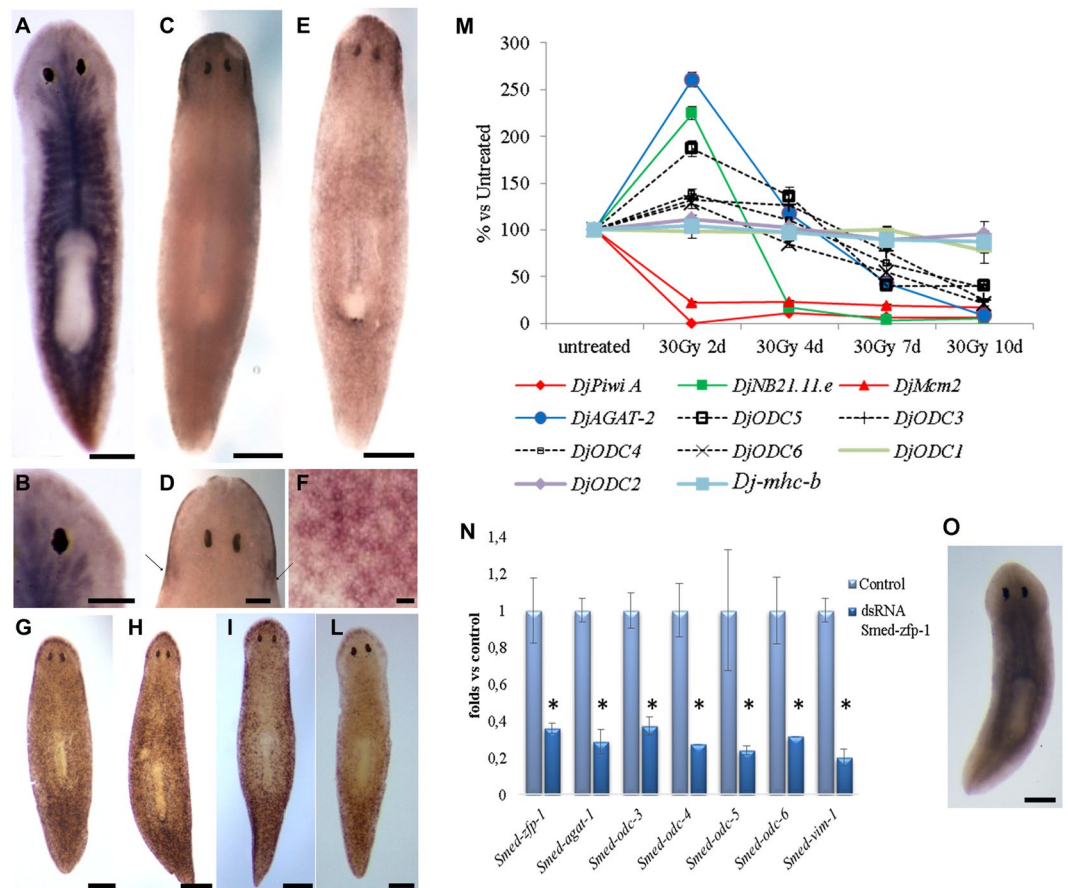 A
C
E
B
D
F
G
H
I
L
M
300
250
200
150
100
50
0
% vs Untreated
untreated 30Gy 2d 30Gy 4d 30Gy 7d 30Gy 10d
DjPiwi A DjNB21.11.e DjMcm2
DjAGAT-2 DjODC5 DjODC3
DjODC4 DjODC6 DjODC1
DjODC2 Dj-mhc-b
N
1,4
1,2
1
0,8
0,6
0,4
0,2
0
folds vs control
* * * * * * *
Control
dsRNA
Smed-zfp-1
Smed-zfp-1
Smed-agat-1
Smed-odc-3
Smed-odc-4
Smed-odc-5
Smed-odc-6
Smed-vim-1
O